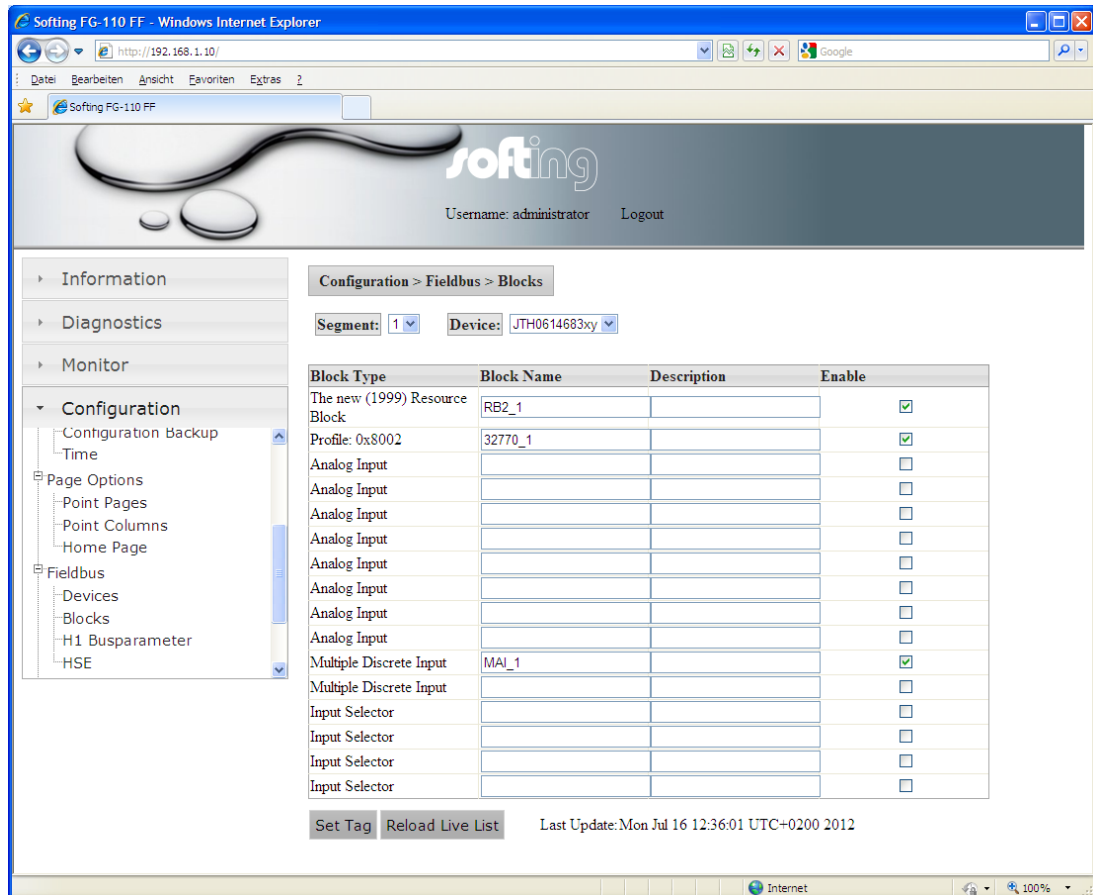 Softing FG-110 FF - Windows Internet Explorer
http://192.168.1.10/
Google
Datei Bearbeiten Ansicht Favoriten Extras ?
Softing FG-110 FF
softing
Username: administrator Logout
Information
Diagnostics
Monitor
Configuration
Configuration Backup
Time
Page Options
Point Pages
Point Columns
Home Page
Fieldbus
Devices
Blocks
H1 Busparameter
HSE
Configuration > Fieldbus > Blocks
Segment: 1 Device: JTH0614683xy
Block Type Block Name Description Enable
The new (1999) Resource
Block RB2_1
Profile: 0x8002 32770_1
Analog Input
Analog Input
Analog Input
Analog Input
Analog Input
Analog Input
Analog Input
Analog Input
Multiple Discrete Input MAI_1
Multiple Discrete Input
Input Selector
Input Selector
Input Selector
Input Selector
Set Tag Reload Live List Last Update: Mon Jul 16 12:36:01 UTC+0200 2012
Internet 100%